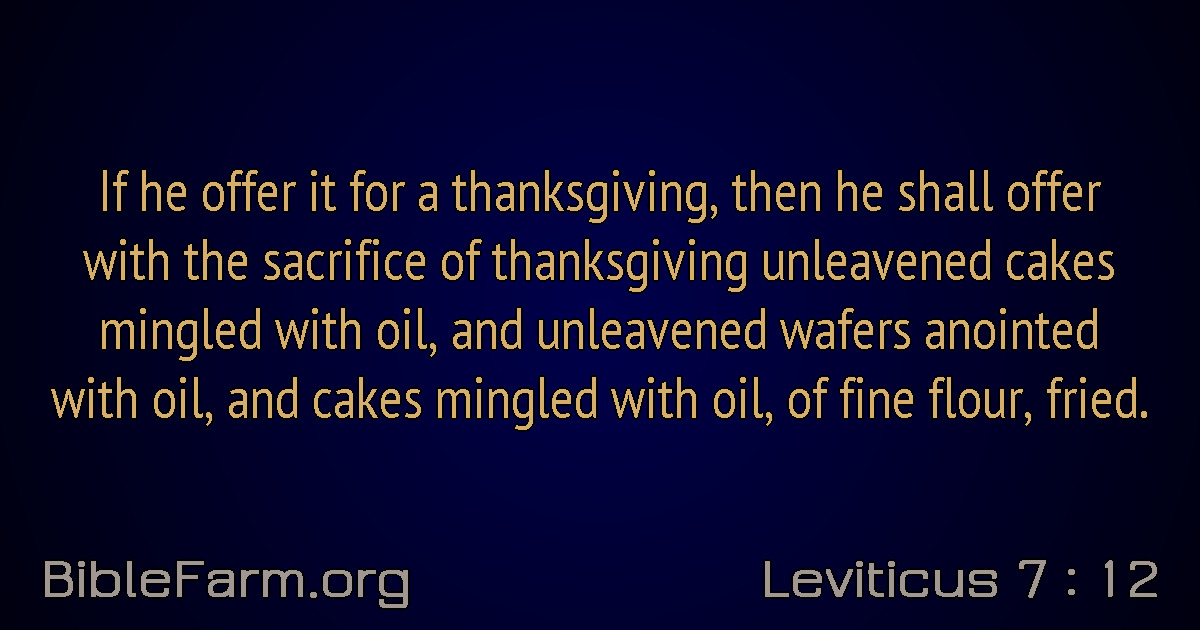 If he offer it for a thanksgiving, then he shall offer
with the sacrifice of thanksgiving unleavened cakes
mingled with oil, and unleavened wafers anointed
with oil, and cakes mingled with oil, of fine flour, fried.
BibleFarm.org
Leviticus 7 : 12